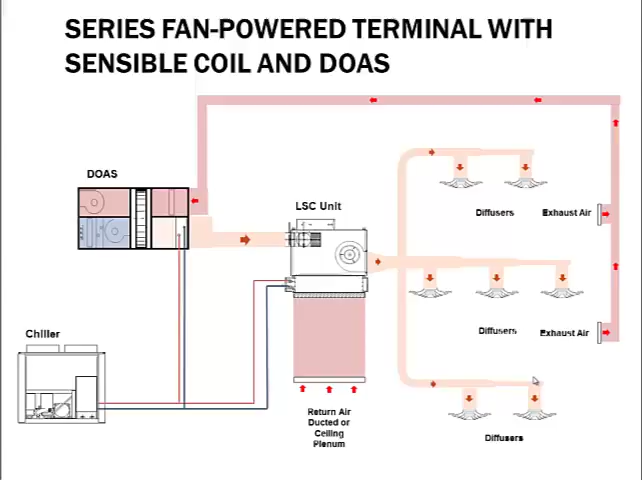 SERIES FAN-POWERED TERMINAL WITH
SENSIBLE COIL AND DOAS
DOAS
LSC Unit
Diffusers
Exhaust Air
Diffusers
Exhaust Air
Chiller
Return Air
Ducted or
Ceiling
Plenum
Diffusers